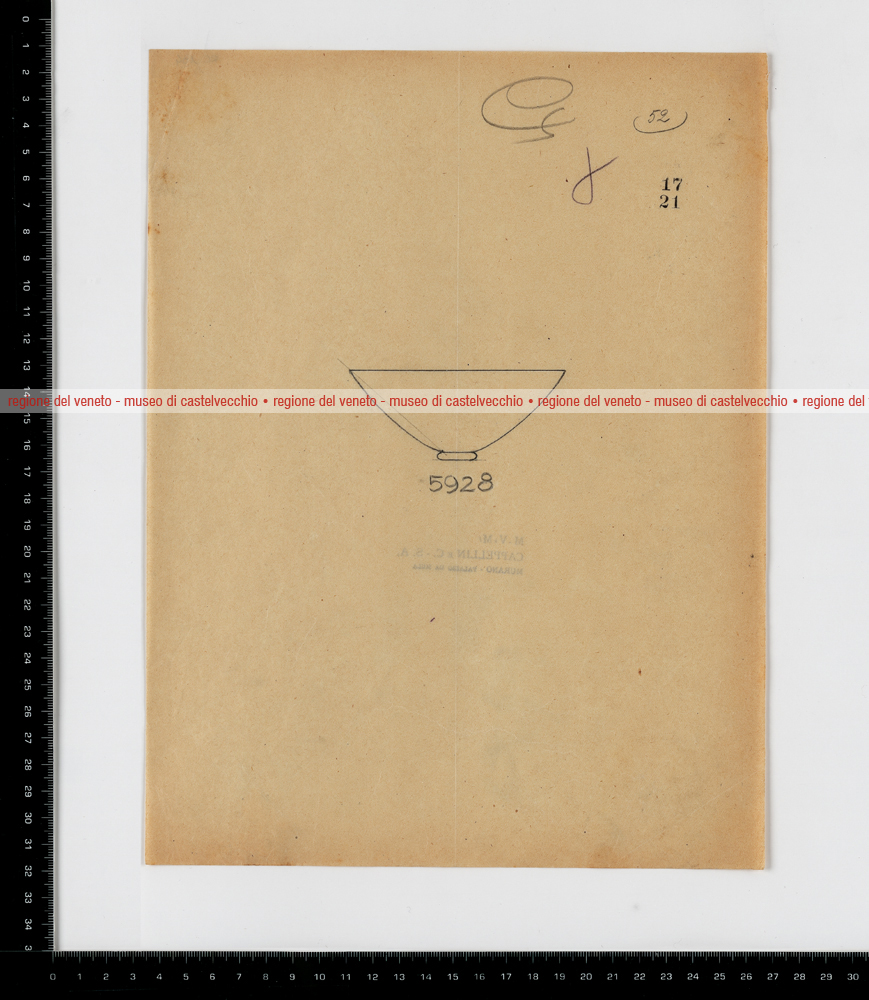 52
17
21
regione del veneto - museo di castelvecchio • regione del veneto - museo di castelvecchio • regione del veneto - museo di castelvecchio • regione del
5928
M.V.M.
CAPPELLIN & C. - S. A.
MURANO -
0 1 2 3 4 5 6 7 8 9 10 11 12 13 14 15 16 17 18 19 20 21 22 23 24 25 26 27 28 29 30 31 32 33 34 3
0 1 2 3 4 5 6 7 8 9 10 11 12 13 14 15 16 17 18 19 20 21 22 23 24 25 26 27 28 29 30